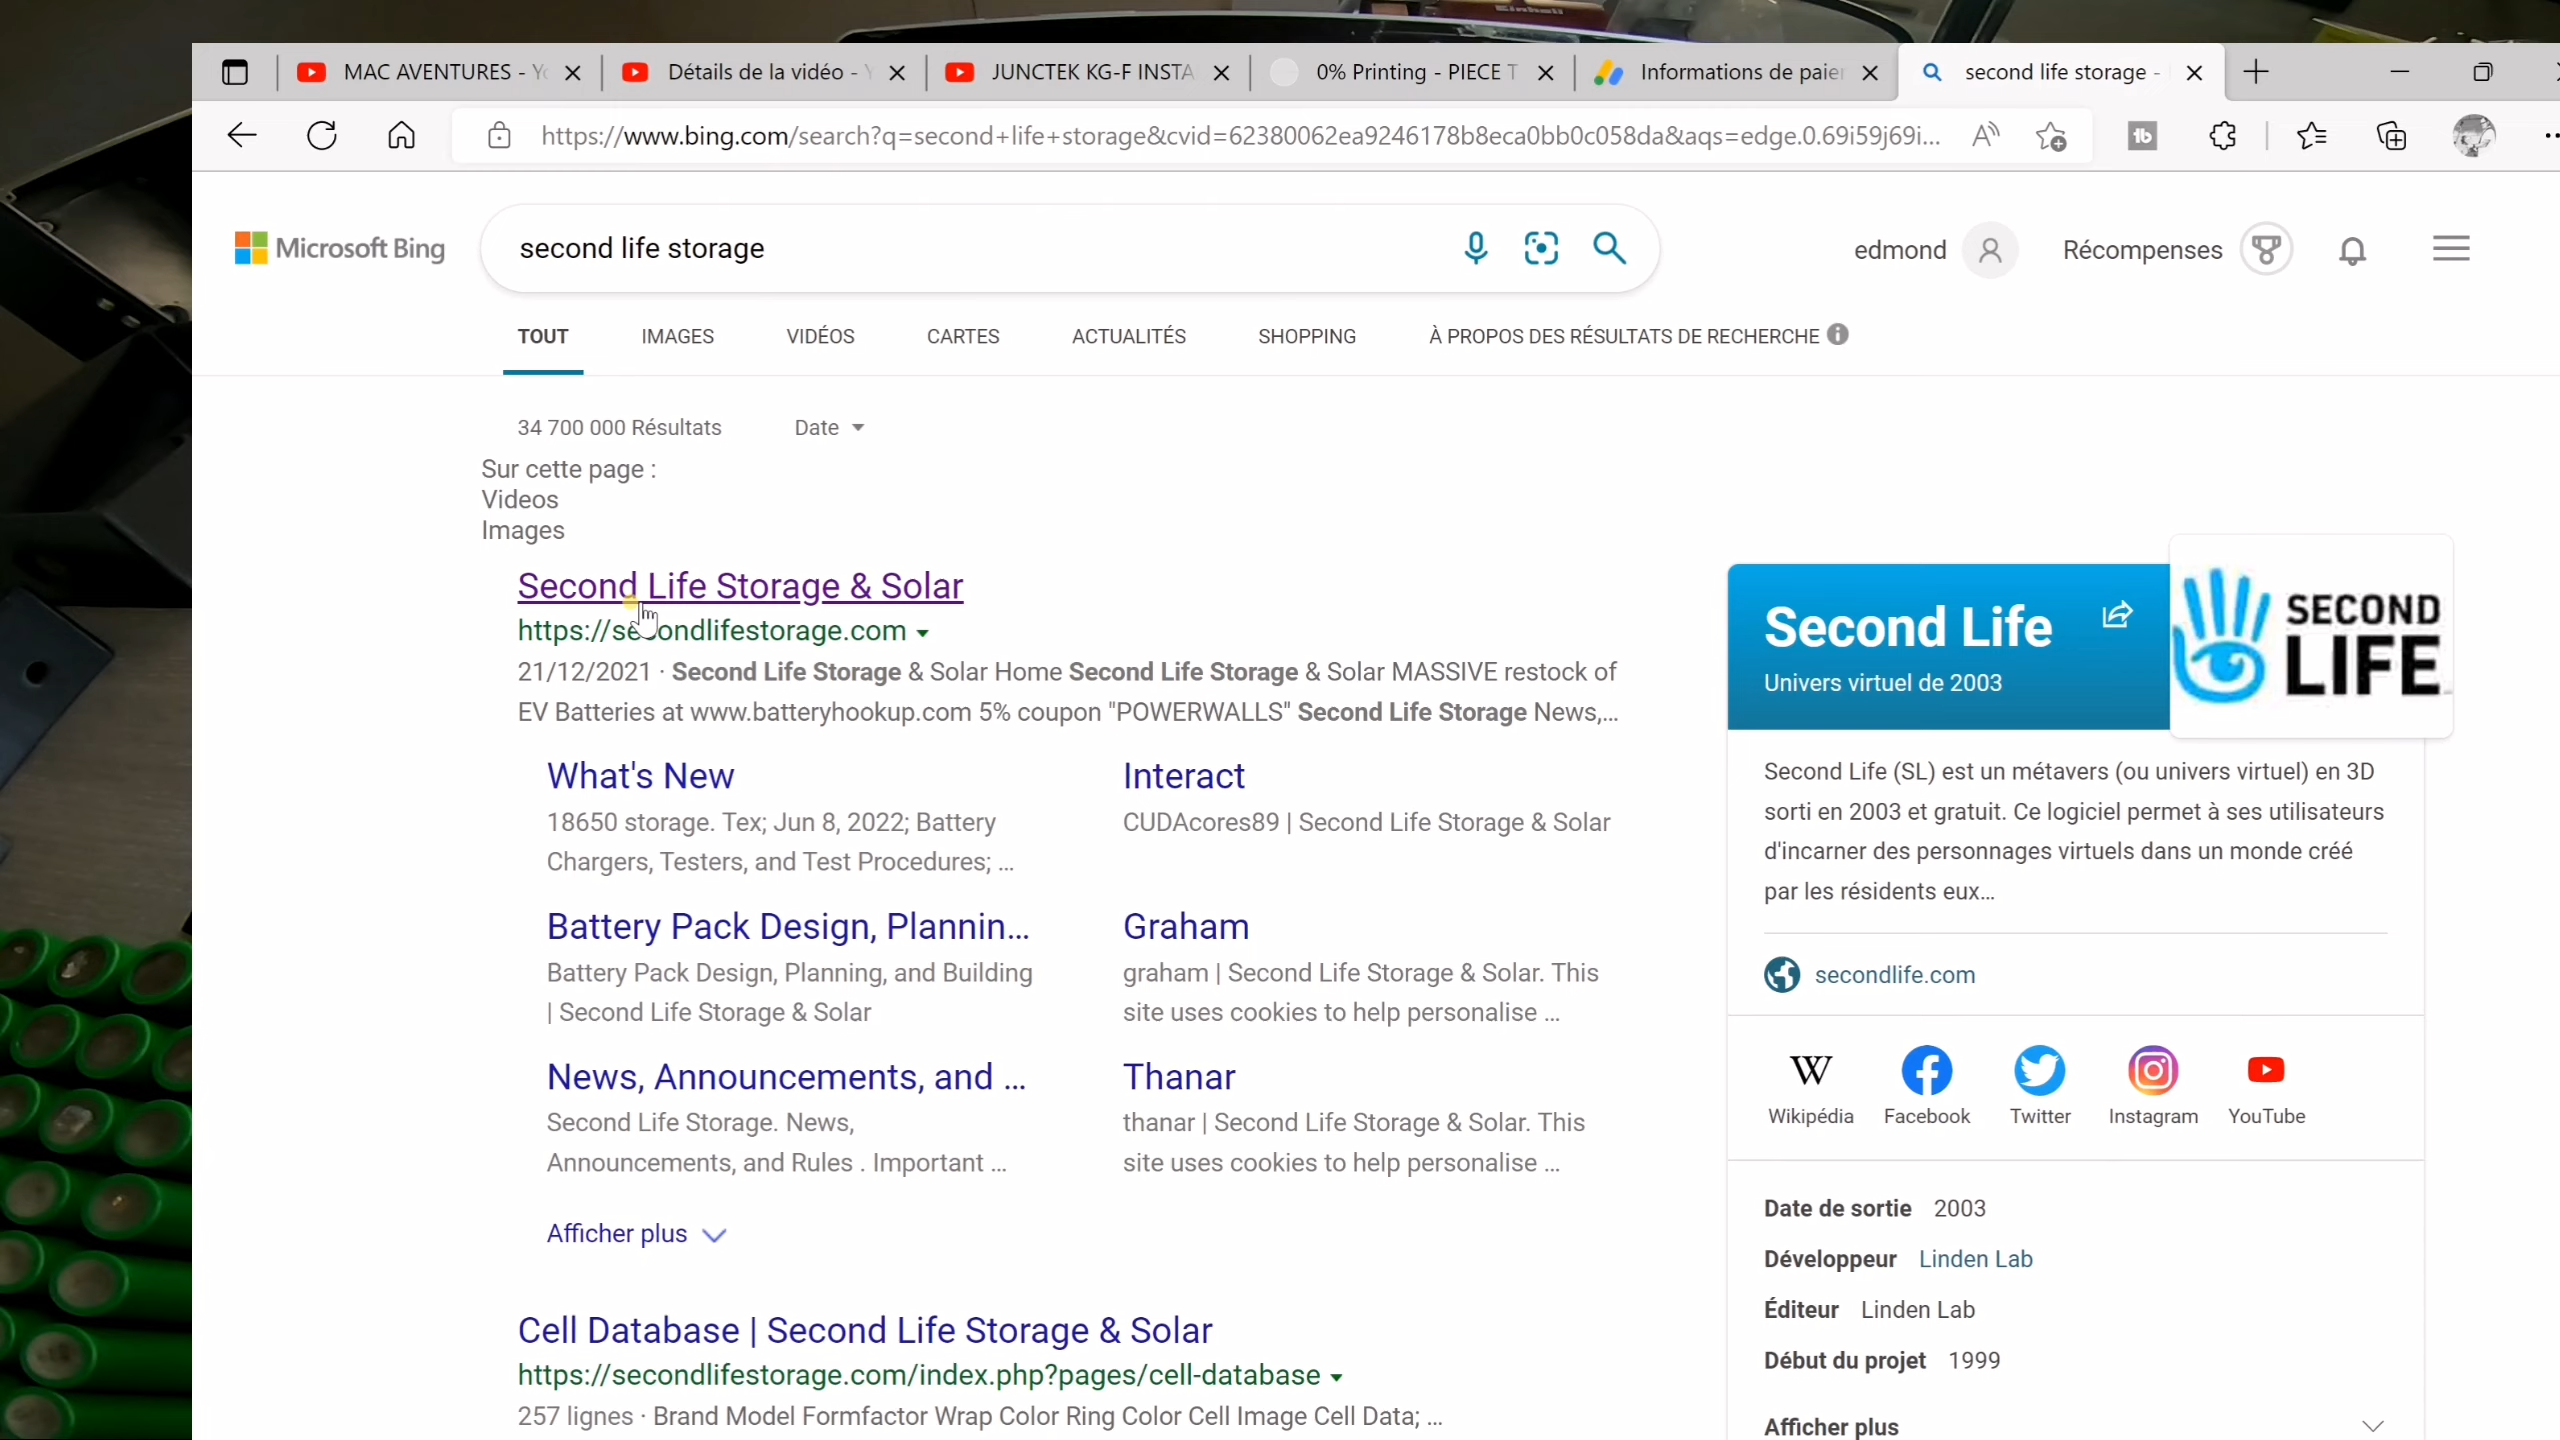 MAC AVENTURES - Yo
Détails de la vidéo - Y
JUNCTEK KG-F INSTA
0% Printing - PIECE T
Informations de paie
second life storage -
https://www.bing.com/search?q=second+life+storage&cvid=62380062ea9246178b8eca0bb0c058da&aqs=edge.0.69i59j69i...
Microsoft Bing
second life storage
edmond
Récompenses
TOUT
IMAGES
VIDÉOS
CARTES
ACTUALITÉS
SHOPPING
À PROPOS DES RÉSULTATS DE RECHERCHE
34 700 000 Résultats
Date
Sur cette page :
Videos
Images
Second Life Storage & Solar
https://secondlifestorage.com
21/12/2021 · Second Life Storage & Solar Home Second Life Storage & Solar MASSIVE restock of
EV Batteries at www.batteryhookup.com 5% coupon "POWERWALLS" Second Life Storage News,...
What's New
18650 storage. Tex; Jun 8, 2022; Battery
Chargers, Testers, and Test Procedures; ...
Interact
CUDAcores89 | Second Life Storage & Solar
Battery Pack Design, Plannin...
Battery Pack Design, Planning, and Building
| Second Life Storage & Solar
Graham
graham | Second Life Storage & Solar. This
site uses cookies to help personalise ...
News, Announcements, and ...
Second Life Storage. News,
Announcements, and Rules . Important ...
Thanar
thanar | Second Life Storage & Solar. This
site uses cookies to help personalise ...
Afficher plus
Cell Database | Second Life Storage & Solar
https://secondlifestorage.com/index.php?pages/cell-database
257 lignes · Brand Model Formfactor Wrap Color Ring Color Cell Image Cell Data; ...
Second Life
Univers virtuel de 2003
SECOND
LIFE
Second Life (SL) est un métavers (ou univers virtuel) en 3D
sorti en 2003 et gratuit. Ce logiciel permet à ses utilisateurs
d'incarner des personnages virtuels dans un monde créé
par les résidents eux...
secondlife.com
Wikipédia
Facebook
Twitter
Instagram
YouTube
Date de sortie 2003
Développeur Linden Lab
Éditeur Linden Lab
Début du projet 1999
Afficher plus